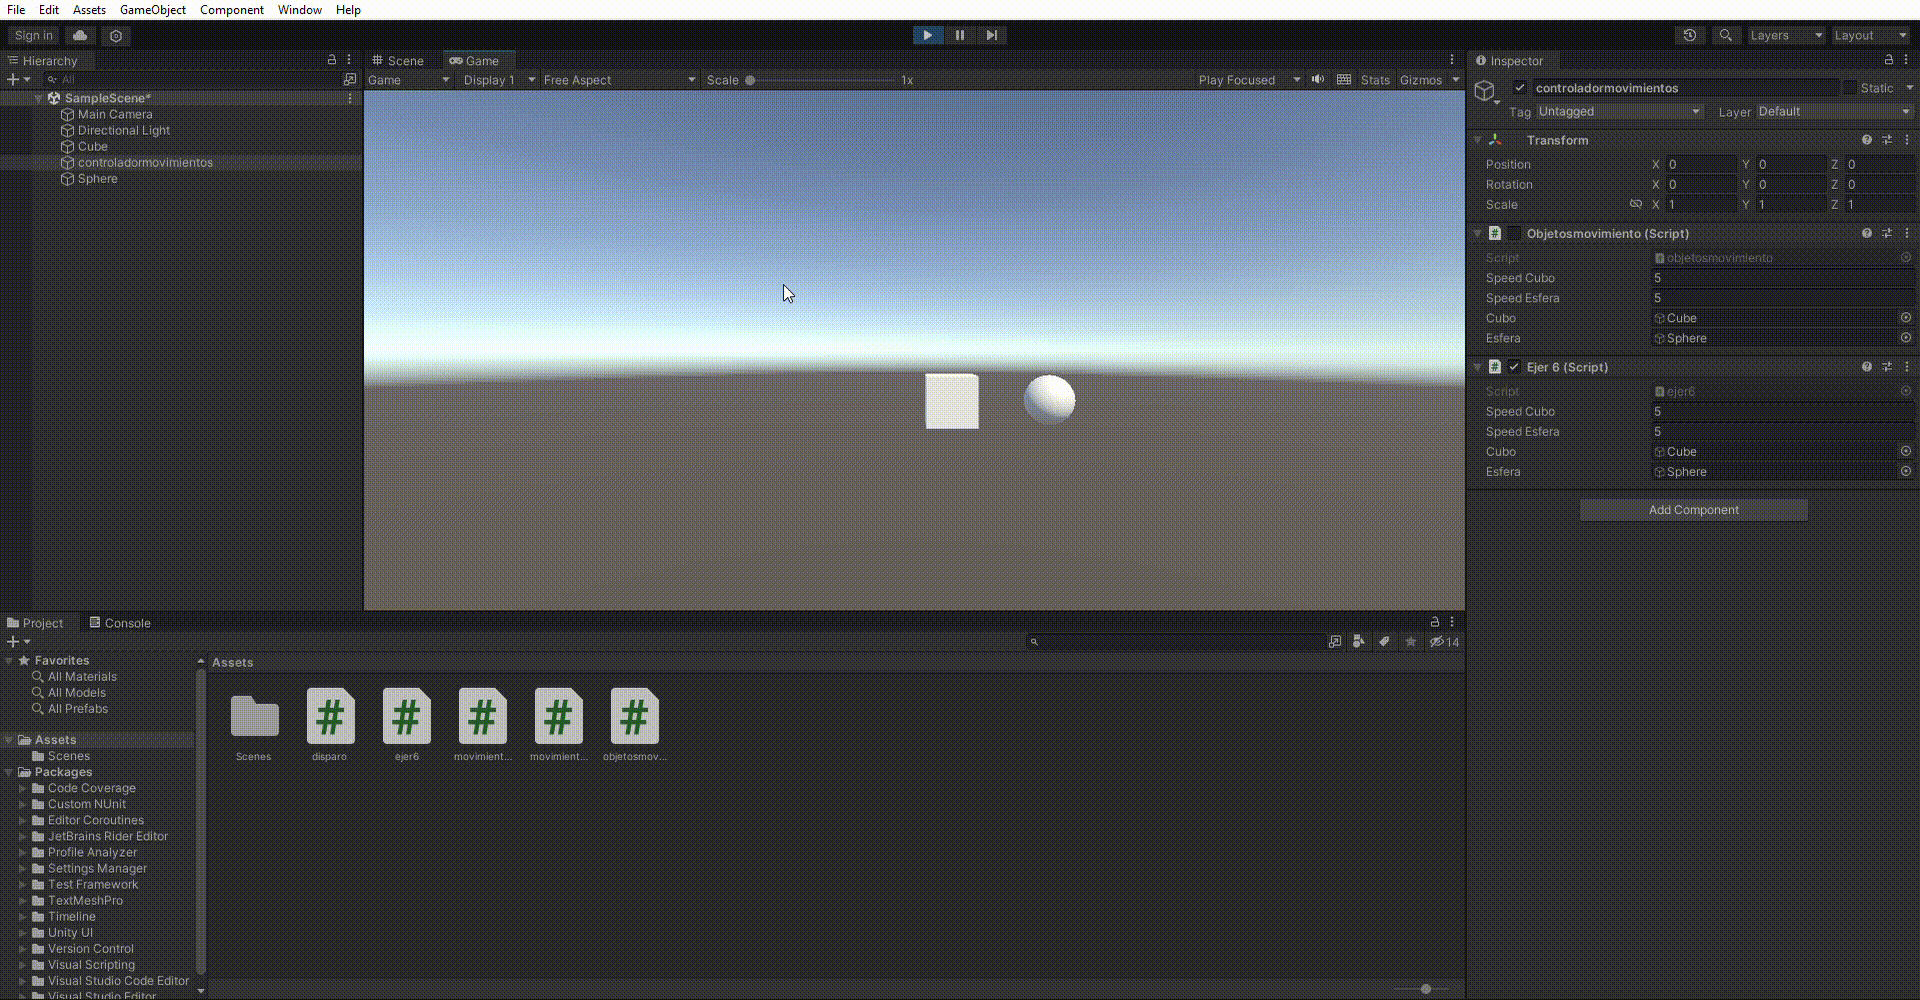 File Edit Assets GameObject Component Window Help
Sign in
Layers Layout
Hierarchy
All
SampleScene*
Main Camera
Directional Light
Cube
controladormovimientos
Sphere
Scene Game
Game Display 1 Free Aspect Scale 1x Play Focused Stats Gizmos
Inspector
controladormovimientos Static
Tag Untagged Layer Default
Transform
Position X 0 Y 0 Z 0
Rotation X 0 Y 0 Z 0
Scale X 1 Y 1 Z 1
# Objetosmovimiento (Script)
Script objetosmovimiento
Speed Cubo 5
Speed Esfera 5
Cubo Cube
Esfera Sphere
# Ejer 6 (Script)
Script ejer6
Speed Cubo 5
Speed Esfera 5
Cubo Cube
Esfera Sphere
Add Component
Project Console
14
Favorites
All Materials
All Models
All Prefabs
Assets
Scenes
Packages
Code Coverage
Custom NUnit
Editor Coroutines
JetBrains Rider Editor
Profile Analyzer
Settings Manager
Test Framework
TextMeshPro
Timeline
Unity UI
Version Control
Visual Scripting
Visual Studio Code Editor
Visual Studio Editor
Assets
# # # # #
Scenes disparo ejer6 movimient... movimient... objetosmov...